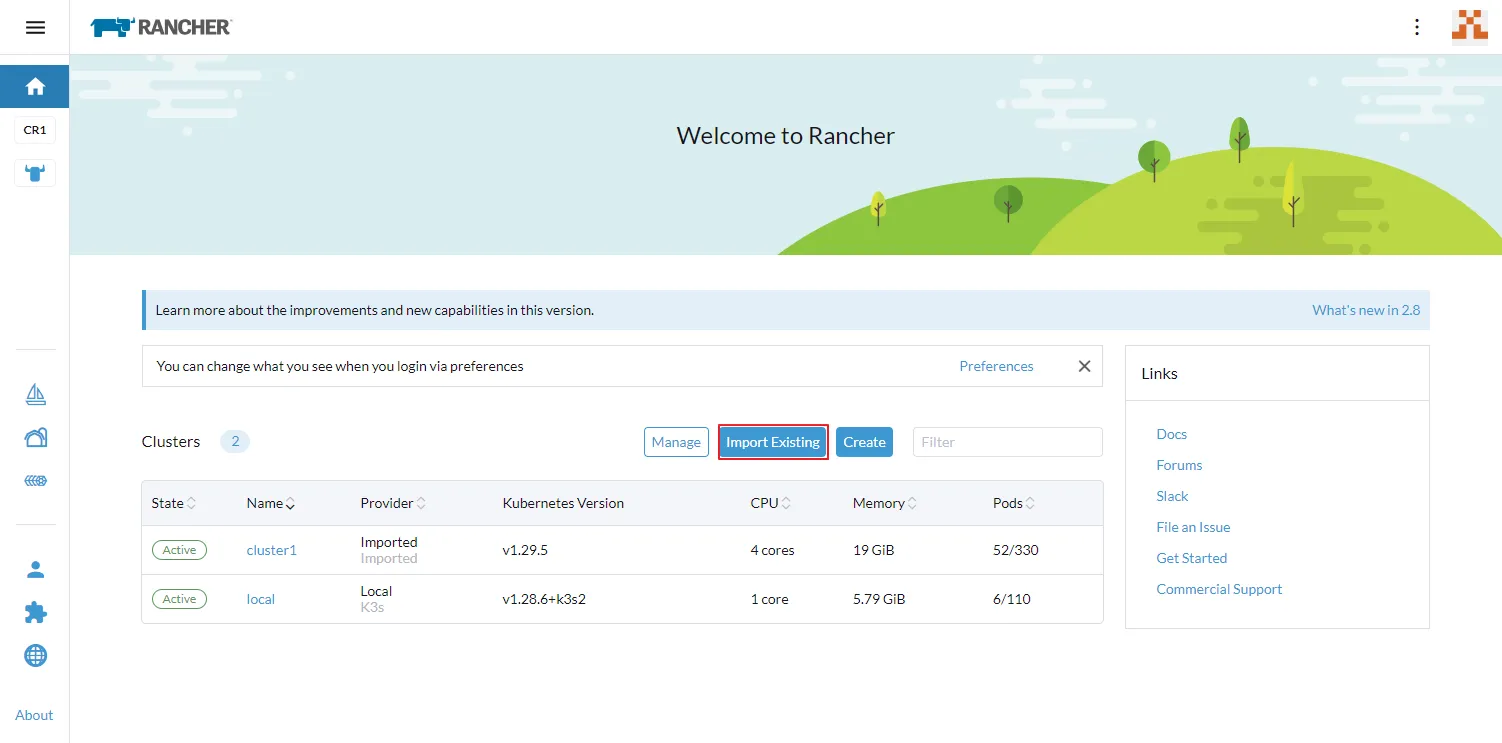 RANCHER
CR1
Welcome to Rancher
Learn more about the improvements and new capabilities in this version. What's new in 2.8
You can change what you see when you login via preferences Preferences
Links
Docs
Forums
Slack
File an Issue
Get Started
Commercial Support
Clusters 2 Manage Import Existing Create Filter
State Name Provider Kubernetes Version CPU Memory Pods
Active cluster1 Imported v1.29.5 4 cores 19 GiB 52/330
Imported
Active local Local v1.28.6+k3s2 1 core 5.79 GiB 6/110
K3s
About